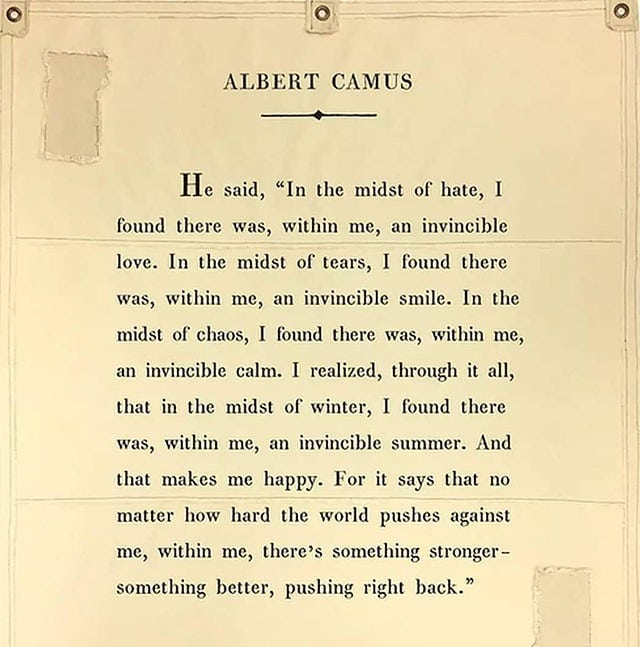 ALBERT CAMUS
He said, “In the midst of hate, I
found there was, within me, an invincible
love. In the midst of tears, I found there
was, within me, an invincible smile. In the
midst of chaos, I found there was, within me,
an invincible calm. I realized, through it all,
that in the midst of winter, I found there
was, within me, an invincible summer. And
that makes me happy. For it says that no
matter how hard the world pushes against
me, within me, there’s something stronger–
something better, pushing right back.”